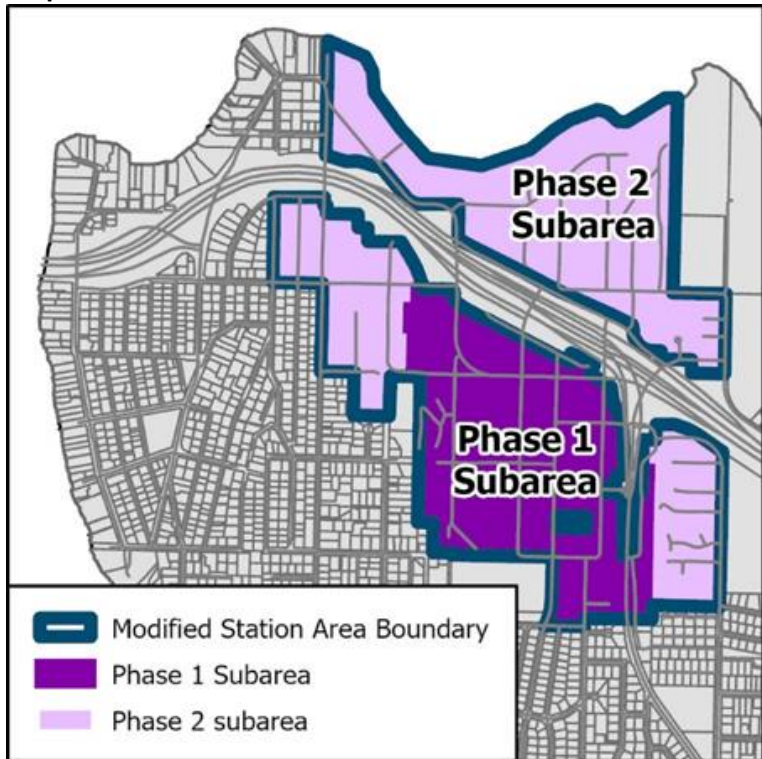 Phase 2
Subarea
Phase 1
Subarea
Modified Station Area Boundary
Phase 1 Subarea
Phase 2 subarea